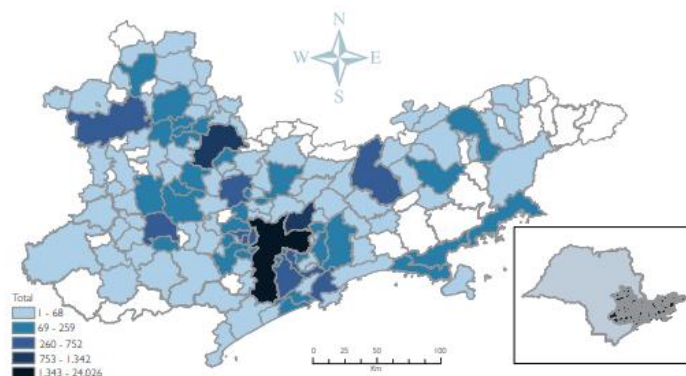 N
W E
S
Total
1 - 68
69 - 259
260 - 752
753 - 1.342
1.343 - 24.026
0 25 50 100
Km